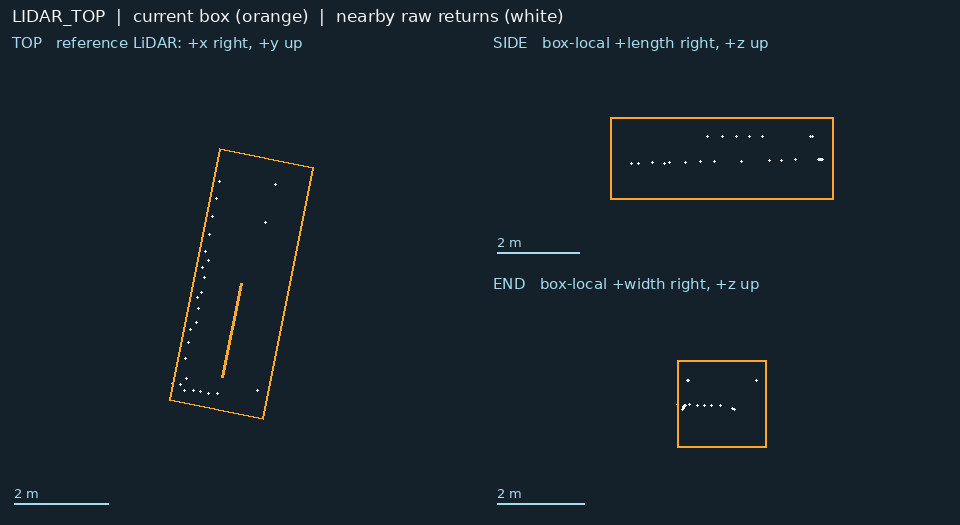 LIDAR_TOP  |  current box (orange)  |  nearby raw returns (white)
TOP   reference LiDAR: +x right, +y up
SIDE   box-local +length right, +z up
2 m
END   box-local +width right, +z up
2 m
2 m